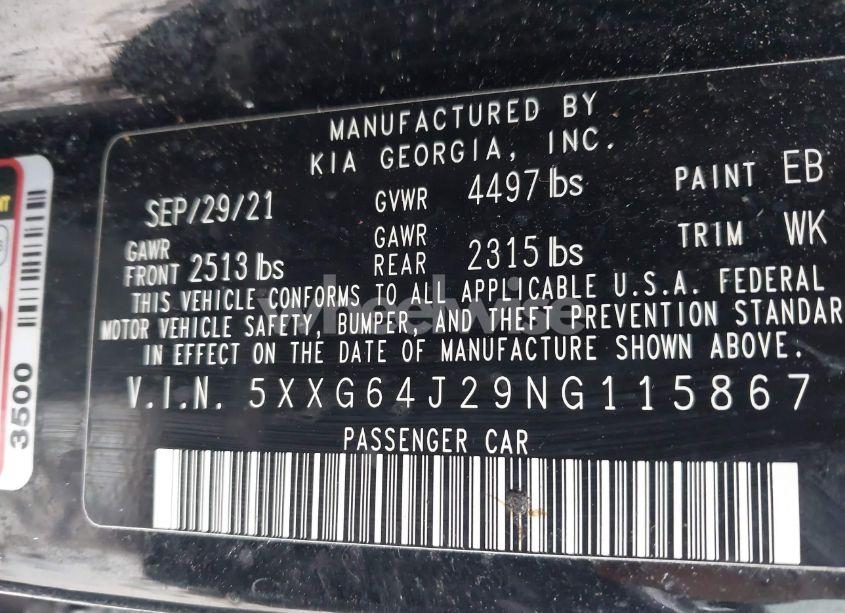 MANUFACTURED BY
KIA GEORGIA, INC.
SEP/29/21 GVWR 4497 lbs PAINT EB
GAWR FRONT 2513 lbs GAWR REAR 2315 lbs TRIM WK
THIS VEHICLE CONFORMS TO ALL APPLICABLE U.S.A. FEDERAL
MOTOR VEHICLE SAFETY, BUMPER, AND THEFT PREVENTION STANDAR
IN EFFECT ON THE DATE OF MANUFACTURE SHOWN ABOVE.
V.I.N. 5XXG64J29NG115867
PASSENGER CAR
3500